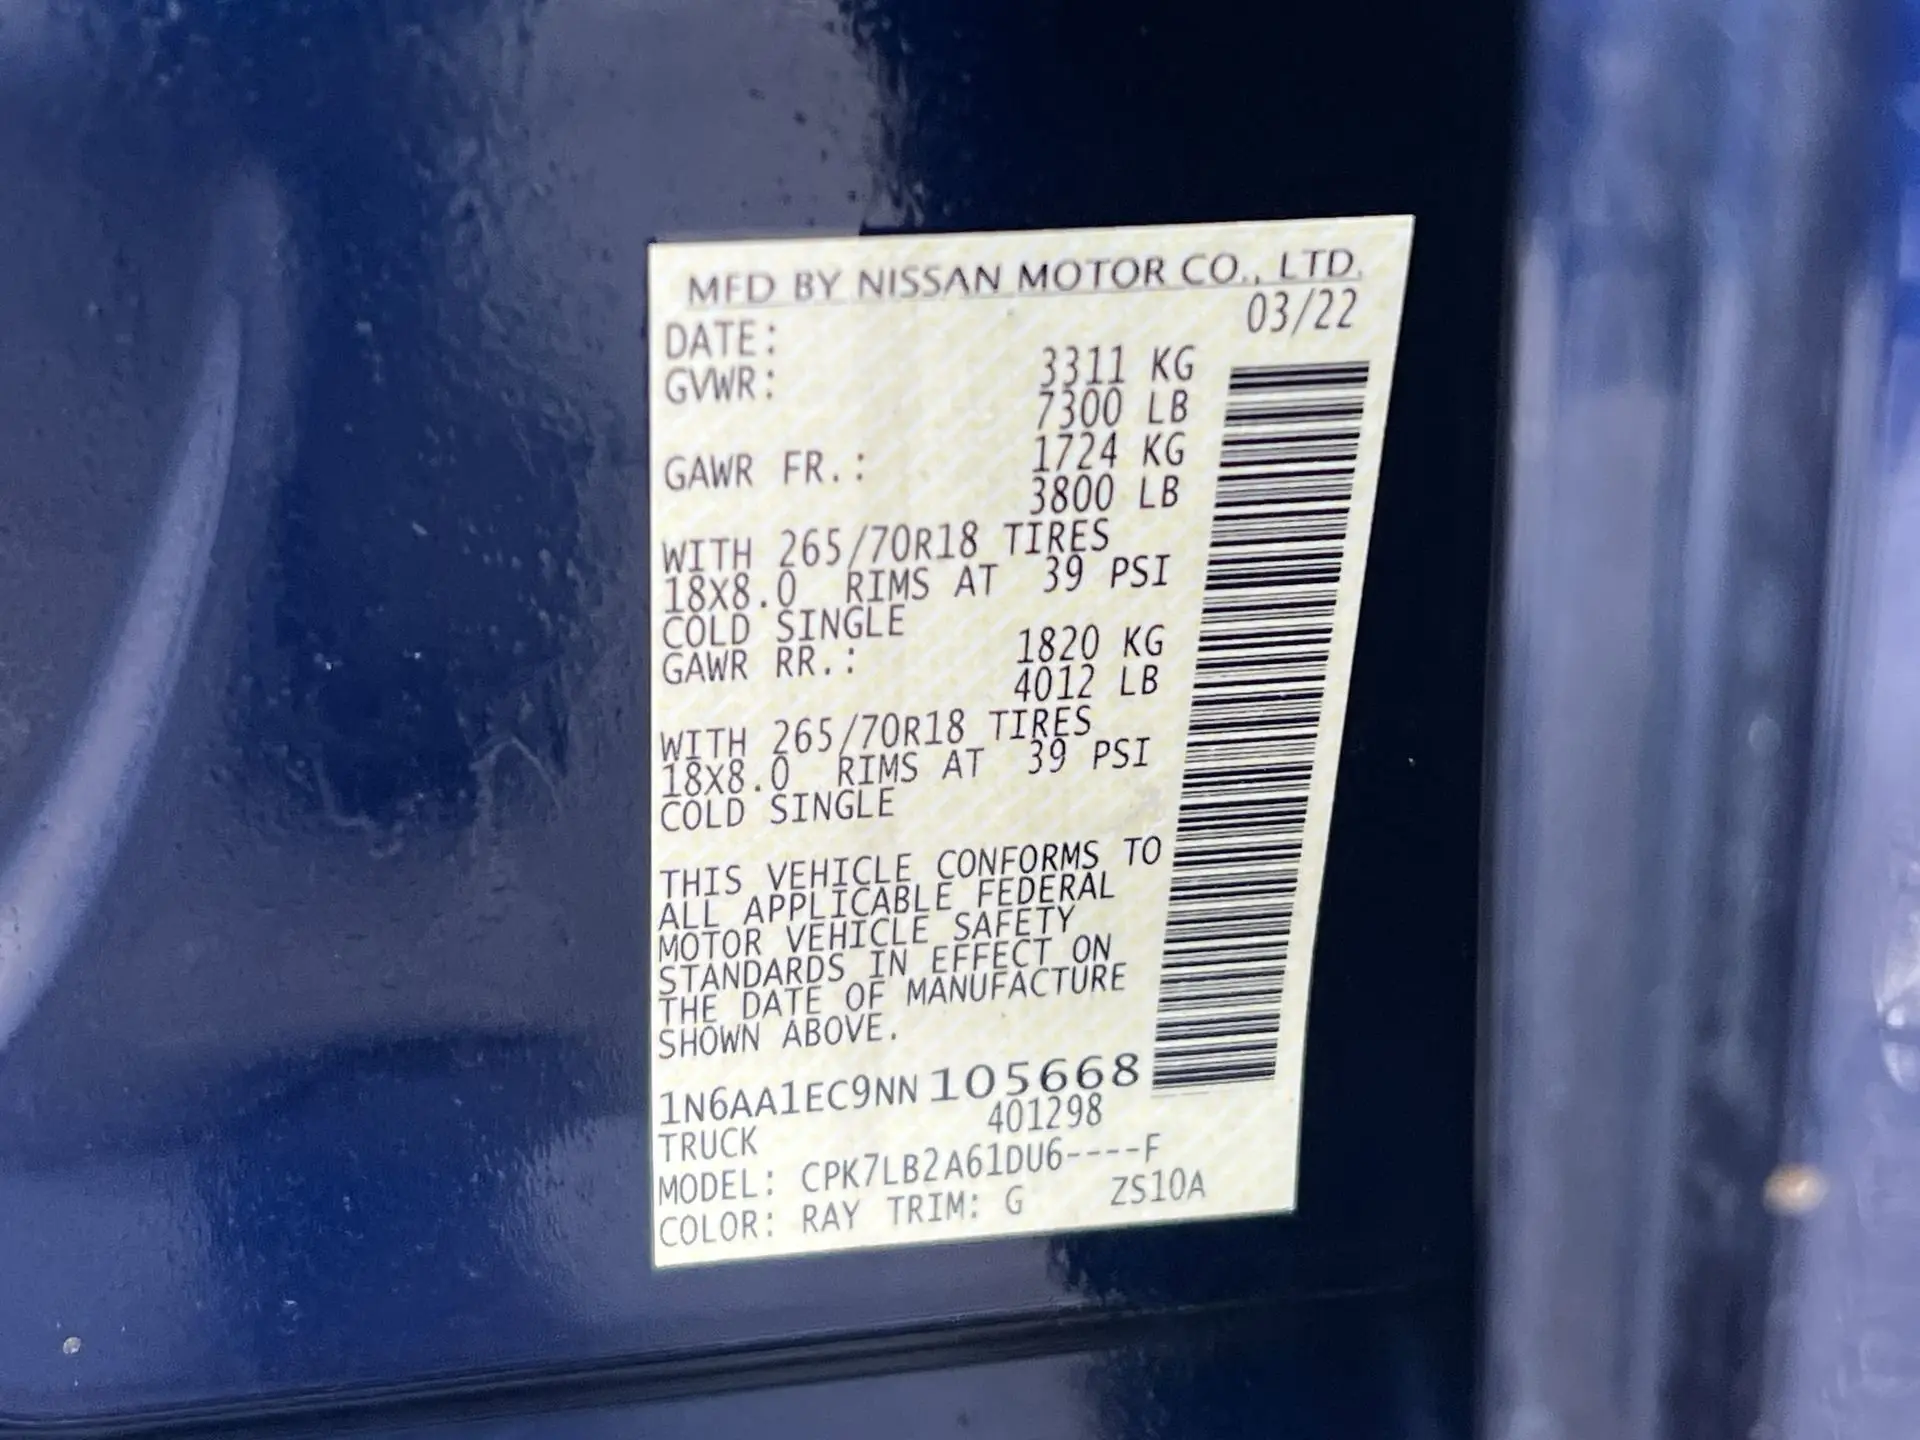 MFD BY NISSAN MOTOR CO., LTD.
DATE: 03/22
GVWR: 3311 KG
7300 LB
GAWR FR.: 1724 KG
3800 LB
WITH 265/70R18 TIRES
18X8.0 RIMS AT 39 PSI
COLD SINGLE
GAWR RR.: 1820 KG
4012 LB
WITH 265/70R18 TIRES
18X8.0 RIMS AT 39 PSI
COLD SINGLE
THIS VEHICLE CONFORMS TO
ALL APPLICABLE FEDERAL
MOTOR VEHICLE SAFETY
STANDARDS IN EFFECT ON
THE DATE OF MANUFACTURE
SHOWN ABOVE.
1N6AA1EC9NN105668
TRUCK 401298
MODEL: CPK7LB2A61DU6----F
COLOR: RAY TRIM: G ZS10A